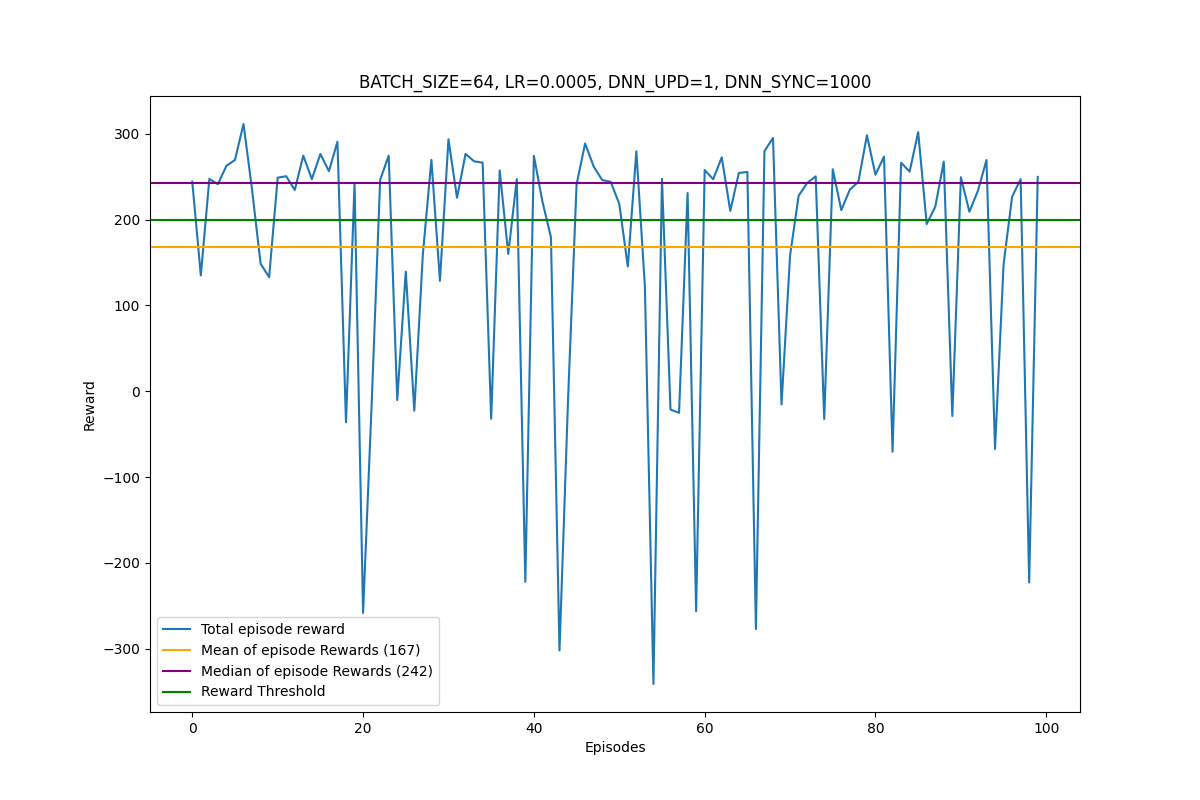 BATCH_SIZE=64, LR=0.0005, DNN_UPD=1, DNN_SYNC=1000
300
200
100
0
−100
−200
−300
Reward
Total episode reward
Mean of episode Rewards (167)
Median of episode Rewards (242)
Reward Threshold
0 20 40 60 80 100
Episodes